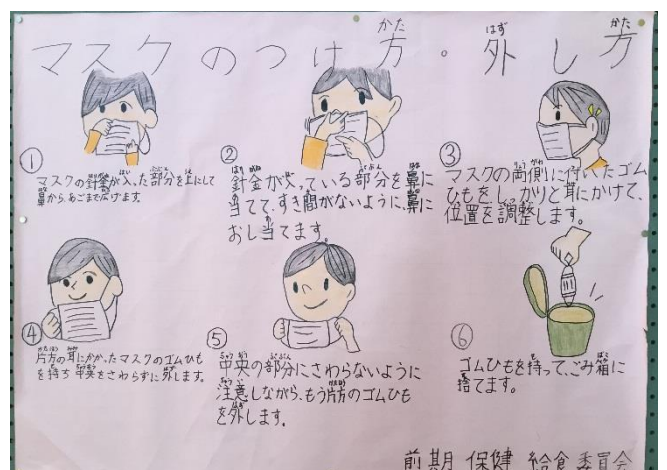 マスクのつけ方・外し方
①
マスクの針金が入った部分を上にして
鼻から、あごまで広げます。
②
針金が入っている部分を鼻に
当てて、すき間がないように、鼻に
おし当てます
③
マスクの両側に付いたゴム
ひもをしっかりと耳にかけて、
位置を調整します。
④
片方の耳にかかったマスクのゴムひも
を持ち中央をさわらずに外します。
⑤
中央の部分にさわらないように
注意しながら、もう片方のゴムひも
を外します。
⑥
ゴムひもを持って、ごみ箱に
捨てます。
前期 保健 給食 委員会